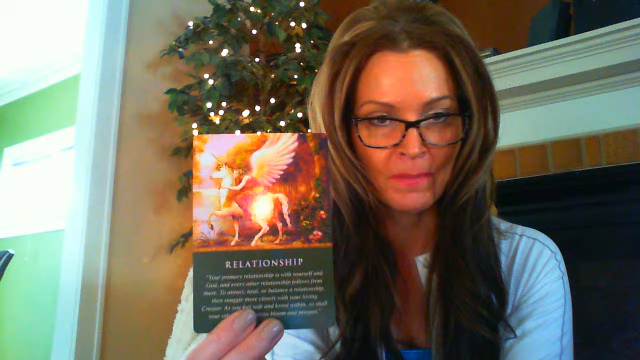 RELATIONSHIP
"Your primary relationship is with yourself and
God, and every other relationship follows from
there. To attract, heal, or balance a relationship,
then snuggle more closely with your loving
Creator. As you feel safe and loved within, so shall
your
bloom and prosper."